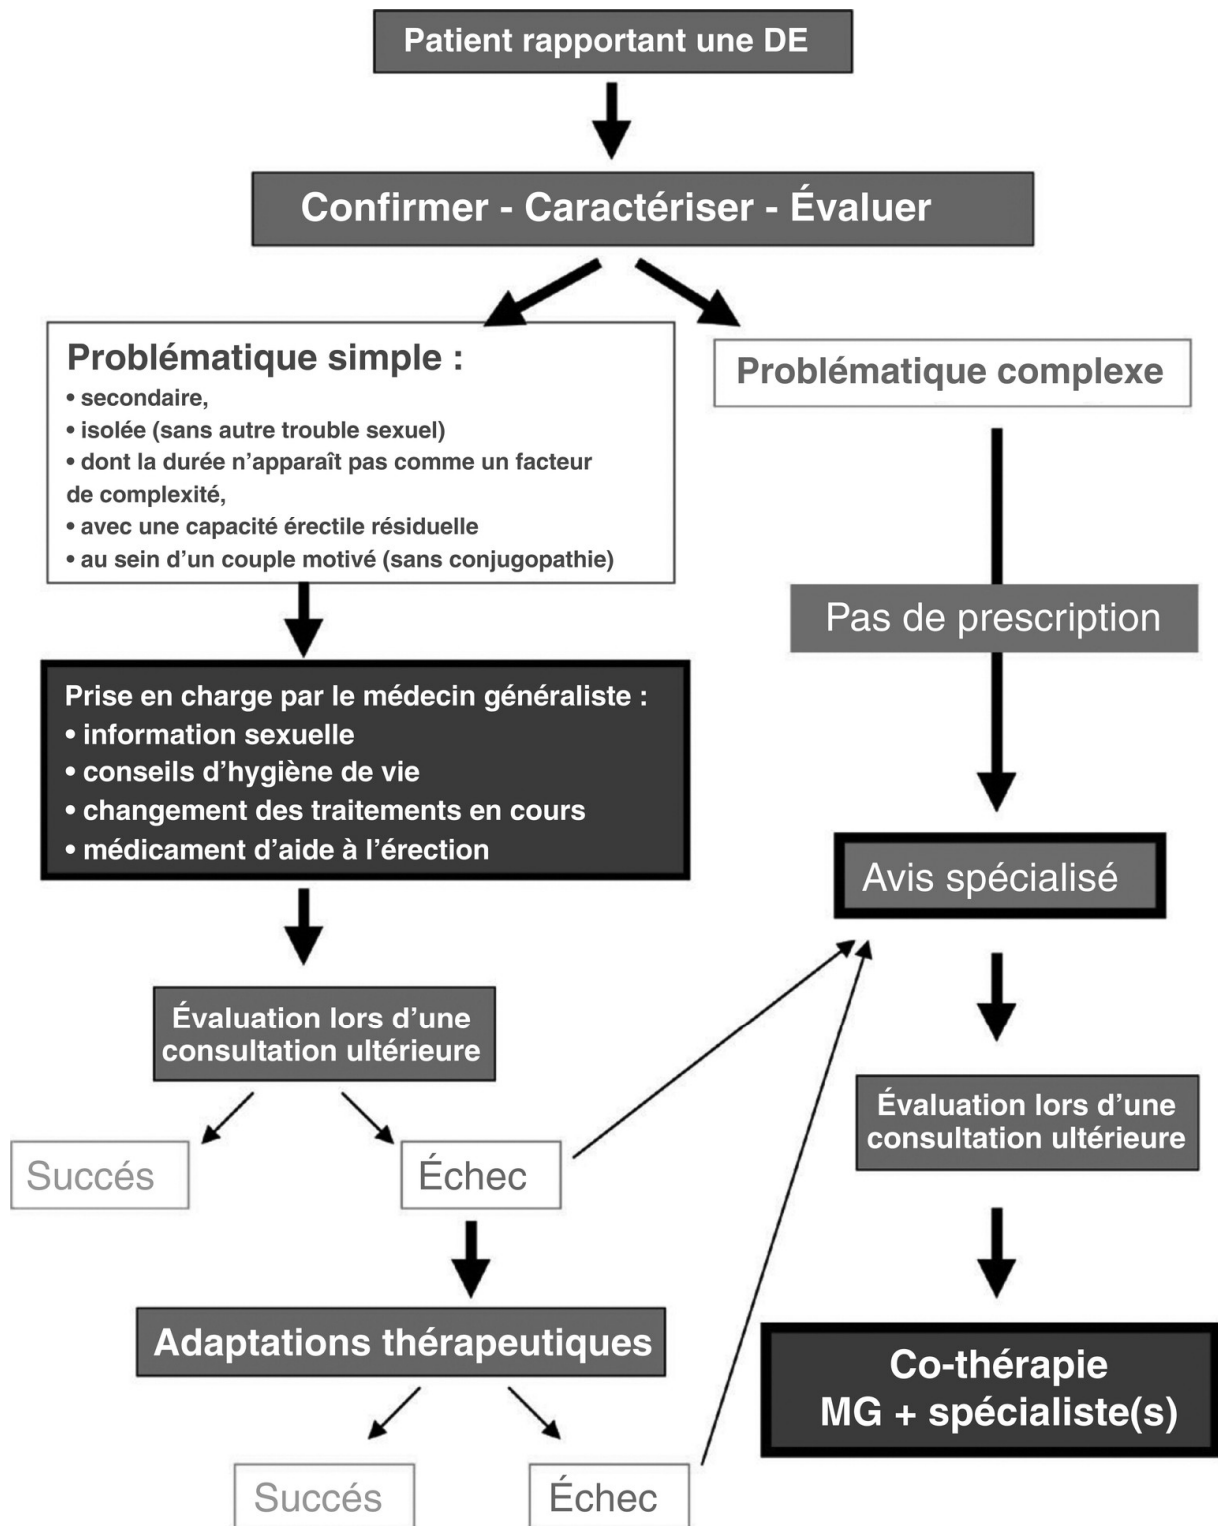 Patient rapportant une DE
Confirmer - Caractériser - Évaluer
Problématique simple :
• secondaire,
• isolée (sans autre trouble sexuel)
• dont la durée n’apparaît pas comme un facteur
de complexité,
• avec une capacité érectile résiduelle
• au sein d’un couple motivé (sans conjugopathie)
Problématique complexe
Pas de prescription
Prise en charge par le médecin généraliste :
• information sexuelle
• conseils d’hygiène de vie
• changement des traitements en cours
• médicament d’aide à l’érection
Avis spécialisé
Évaluation lors d’une
consultation ultérieure
Évaluation lors d’une
consultation ultérieure
Succés
Échec
Adaptations thérapeutiques
Co-thérapie
MG + spécialiste(s)
Succés
Échec